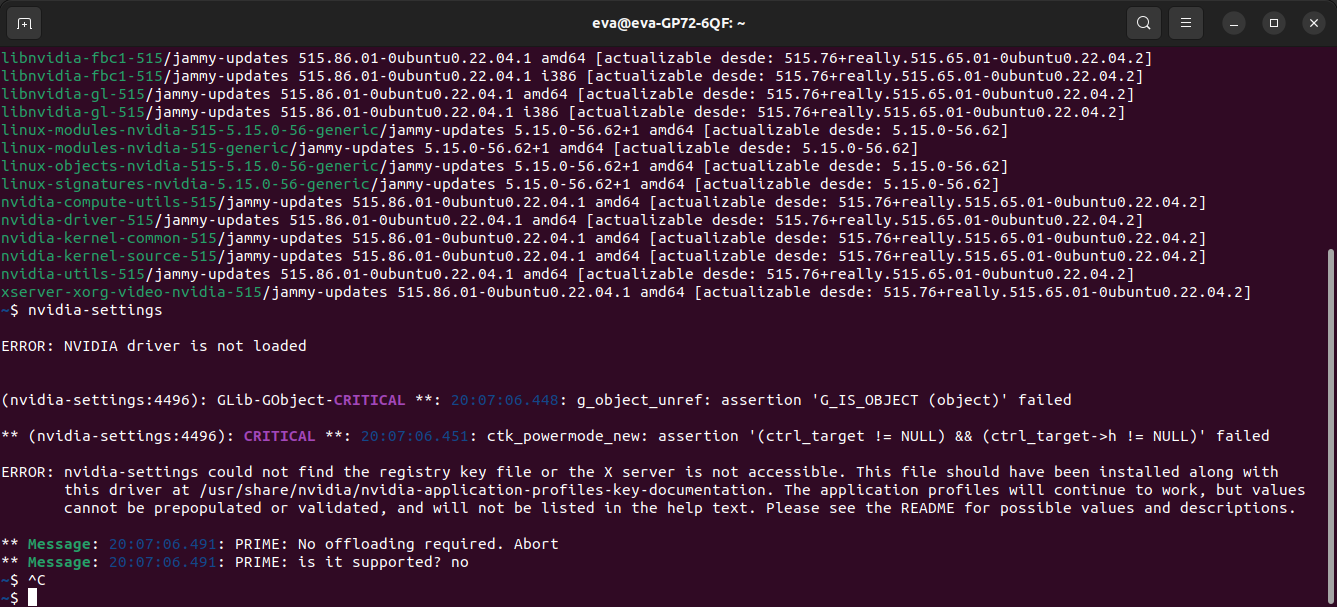 eva@eva-GP72-6QF: ~
libnvidia-fbc1-515/jammy-updates 515.86.01-0ubuntu0.22.04.1 amd64 [actualizable desde: 515.76+really.515.65.01-0ubuntu0.22.04.2]
libnvidia-fbc1-515/jammy-updates 515.86.01-0ubuntu0.22.04.1 i386 [actualizable desde: 515.76+really.515.65.01-0ubuntu0.22.04.2]
libnvidia-gl-515/jammy-updates 515.86.01-0ubuntu0.22.04.1 amd64 [actualizable desde: 515.76+really.515.65.01-0ubuntu0.22.04.2]
libnvidia-gl-515/jammy-updates 515.86.01-0ubuntu0.22.04.1 i386 [actualizable desde: 515.76+really.515.65.01-0ubuntu0.22.04.2]
linux-modules-nvidia-515-5.15.0-56-generic/jammy-updates 5.15.0-56.62+1 amd64 [actualizable desde: 5.15.0-56.62]
linux-modules-nvidia-515-generic/jammy-updates 5.15.0-56.62+1 amd64 [actualizable desde: 5.15.0-56.62]
linux-objects-nvidia-515-5.15.0-56-generic/jammy-updates 5.15.0-56.62+1 amd64 [actualizable desde: 5.15.0-56.62]
linux-signatures-nvidia-5.15.0-56-generic/jammy-updates 5.15.0-56.62+1 amd64 [actualizable desde: 5.15.0-56.62]
nvidia-compute-utils-515/jammy-updates 515.86.01-0ubuntu0.22.04.1 amd64 [actualizable desde: 515.76+really.515.65.01-0ubuntu0.22.04.2]
nvidia-driver-515/jammy-updates 515.86.01-0ubuntu0.22.04.1 amd64 [actualizable desde: 515.76+really.515.65.01-0ubuntu0.22.04.2]
nvidia-kernel-common-515/jammy-updates 515.86.01-0ubuntu0.22.04.1 amd64 [actualizable desde: 515.76+really.515.65.01-0ubuntu0.22.04.2]
nvidia-kernel-source-515/jammy-updates 515.86.01-0ubuntu0.22.04.1 amd64 [actualizable desde: 515.76+really.515.65.01-0ubuntu0.22.04.2]
nvidia-utils-515/jammy-updates 515.86.01-0ubuntu0.22.04.1 amd64 [actualizable desde: 515.76+really.515.65.01-0ubuntu0.22.04.2]
xserver-xorg-video-nvidia-515/jammy-updates 515.86.01-0ubuntu0.22.04.1 amd64 [actualizable desde: 515.76+really.515.65.01-0ubuntu0.22.04.2]
~$ nvidia-settings
ERROR: NVIDIA driver is not loaded
(nvidia-settings:4496): GLib-GObject-CRITICAL **: 20:07:06.448: g_object_unref: assertion 'G_IS_OBJECT (object)' failed
** (nvidia-settings:4496): CRITICAL **: 20:07:06.451: ctk_powermode_new: assertion '(ctrl_target != NULL) && (ctrl_target->h != NULL)' failed
ERROR: nvidia-settings could not find the registry key file or the X server is not accessible. This file should have been installed along with
this driver at /usr/share/nvidia/nvidia-application-profiles-key-documentation. The application profiles will continue to work, but values
cannot be prepopulated or validated, and will not be listed in the help text. Please see the README for possible values and descriptions.
** Message: 20:07:06.491: PRIME: No offloading required. Abort
** Message: 20:07:06.491: PRIME: is it supported? no
~$ ^C
~$